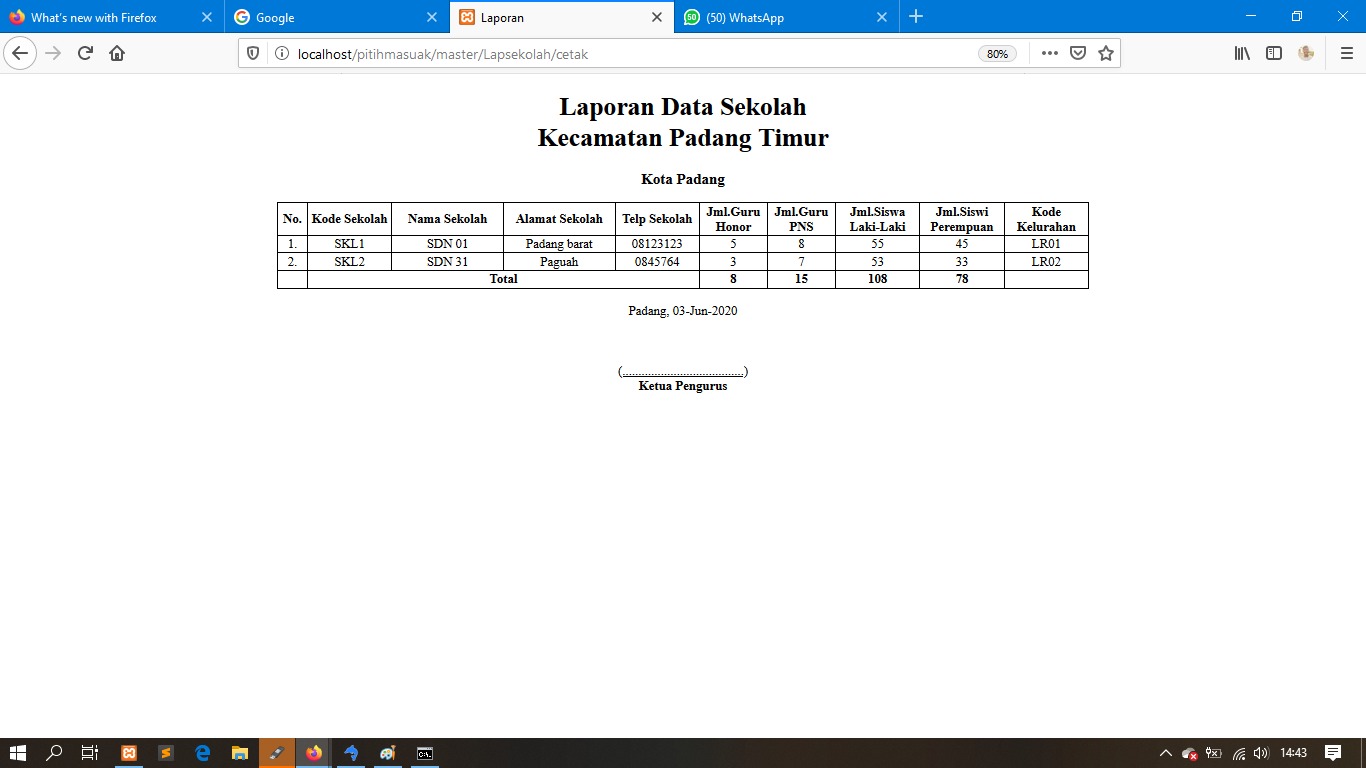 What's new with Firefox
Google
Laporan
50
(50) WhatsApp
localhost/pitihmasuak/master/Lapsekolah/cetak
80%
Laporan Data Sekolah
Kecamatan Padang Timur
Kota Padang
No. Kode Sekolah Nama Sekolah Alamat Sekolah Telp Sekolah Jml.Guru Honor Jml.Guru PNS Jml.Siswa Laki-Laki Jml.Siswi Perempuan Kode Kelurahan
1. SKL1 SDN 01 Padang barat 08123123 5 8 55 45 LR01
2. SKL2 SDN 31 Paguah 0845764 3 7 53 33 LR02
Total 8 15 108 78
Padang, 03-Jun-2020
(......................................)
Ketua Pengurus
14:43